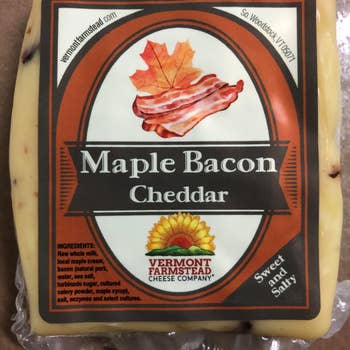 vermontfarmstead.com
So. Woodstock, VT 05071
Maple Bacon
Cheddar
VERMONT
FARMSTEAD
CHEESE COMPANY
Sweet
and
Salty
INGREDIENTS:
Raw whole milk,
local maple cream,
bacon (natural pork,
water, sea salt,
turbinado sugar, cultured
celery powder, maple syrup),
salt, enzymes and select cultures.